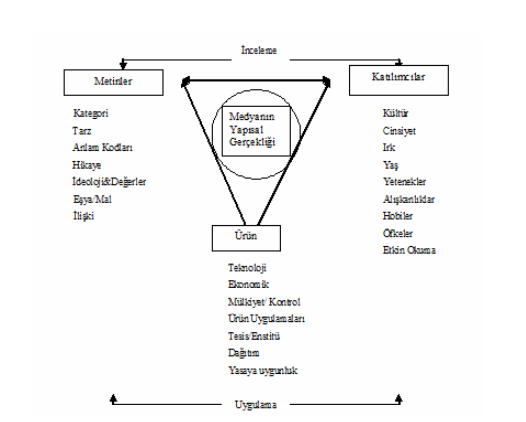 İnceleme
Metinler
Katılımcılar
Medyanın
Yapısal
Gerçekliği
Kategori
Tarz
Anlam Kodları
Hikaye
İdeoloji&Değerler
Eşya/Mal
İlişki
Kültür
Cinsiyet
Irk
Yaş
Yetenekler
Alışkanlıklar
Hobiler
Öfkeler
Etkin Okuma
Ürün
Teknoloji
Ekonomik
Mülkiyet/ Kontrol
Ürün Uygulamaları
Tesis/Enstitü
Dağıtım
Yasaya uygunluk
Uygulama